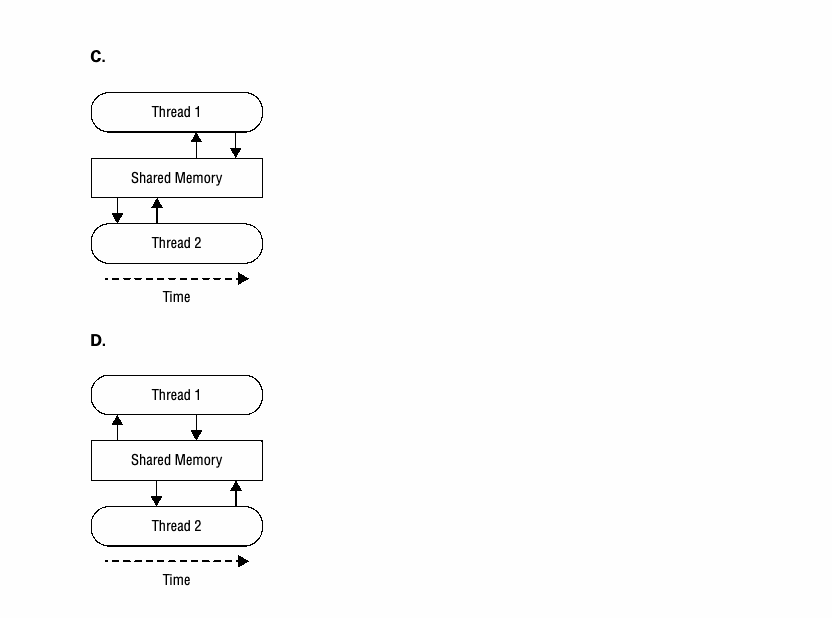 C.
Thread 1
Shared Memory
Thread 2
Time
D.
Thread 1
Shared Memory
Thread 2
Time